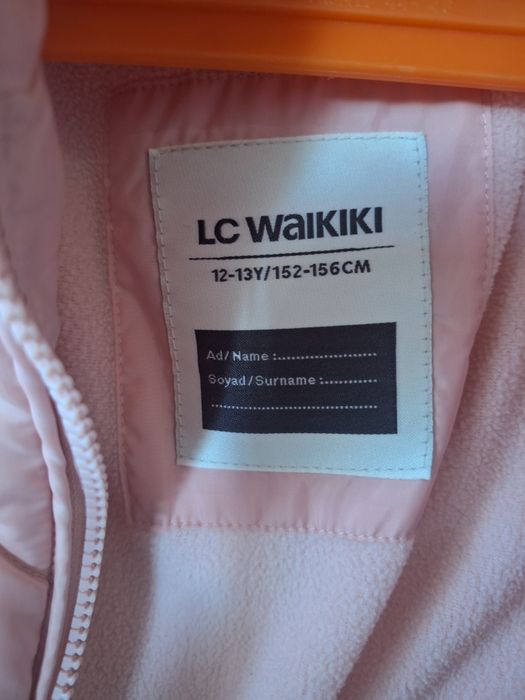 LC WAIKIKI
12-13Y/152-156CM
Ad/Name :.....................
Soyad/Surname :............
......................................